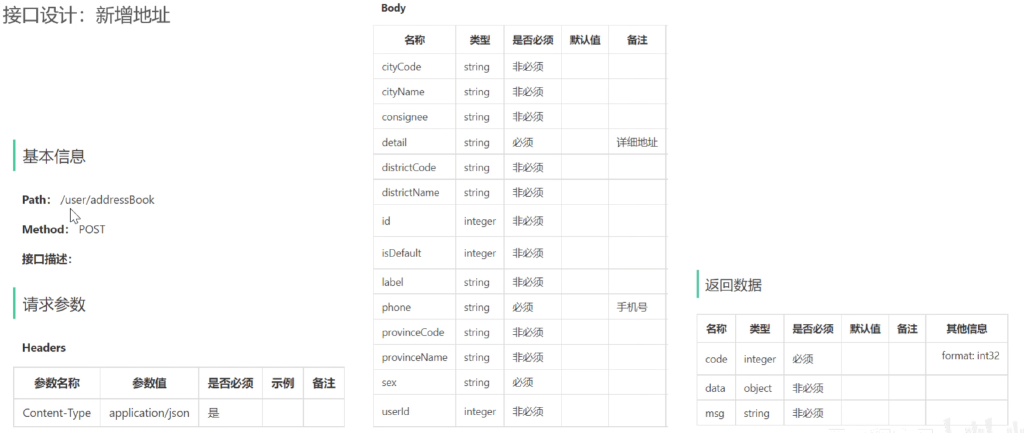 接口设计：新增地址
基本信息
Path： /user/addressBook
Method： POST
接口描述：
请求参数
Headers
参数名称 参数值 是否必须 示例 备注
Content-Type application/json 是
Body
名称 类型 是否必须 默认值 备注
cityCode string 非必须
cityName string 非必须
consignee string 非必须
detail string 必须 详细地址
districtCode string 非必须
districtName string 非必须
id integer 非必须
isDefault integer 非必须
label string 非必须
phone string 必须 手机号
provinceCode string 非必须
provinceName string 非必须
sex string 必须
userId integer 非必须
返回数据
名称 类型 是否必须 默认值 备注 其他信息
code integer 必须 format: int32
data object 非必须
msg string 非必须